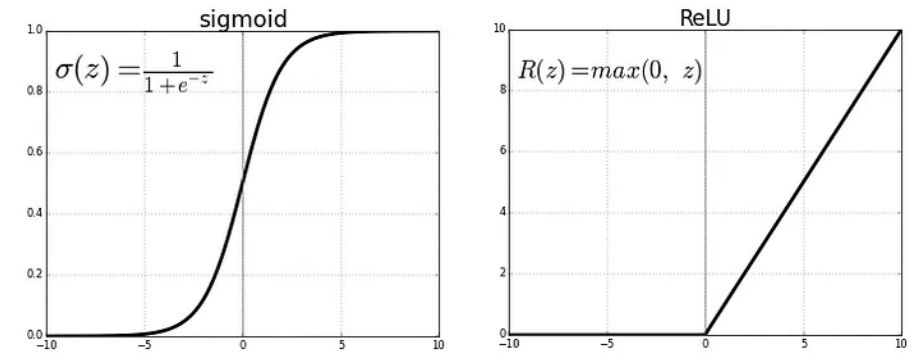 sigmoid
σ(z) = 1 / (1 + e^{-z})
1.0
0.8
0.6
0.4
0.2
0.0
−10 −5 0 5 10
ReLU
R(z) = max(0, z)
10
8
6
4
2
0
−10 −5 0 5 10